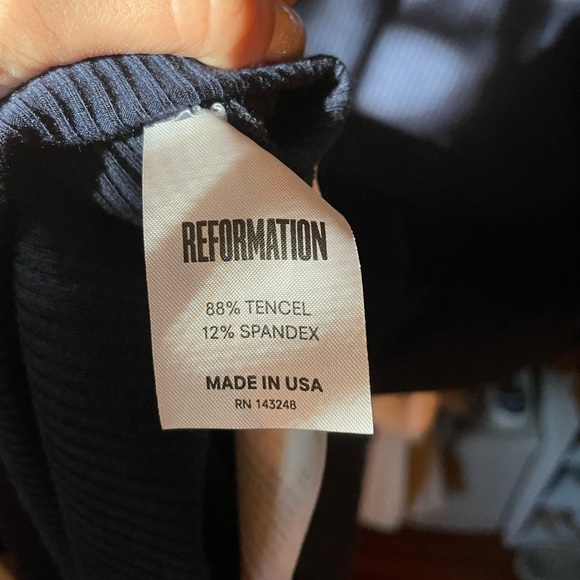 REFORMATION
88% TENCEL
12% SPANDEX
MADE IN USA
RN 143248